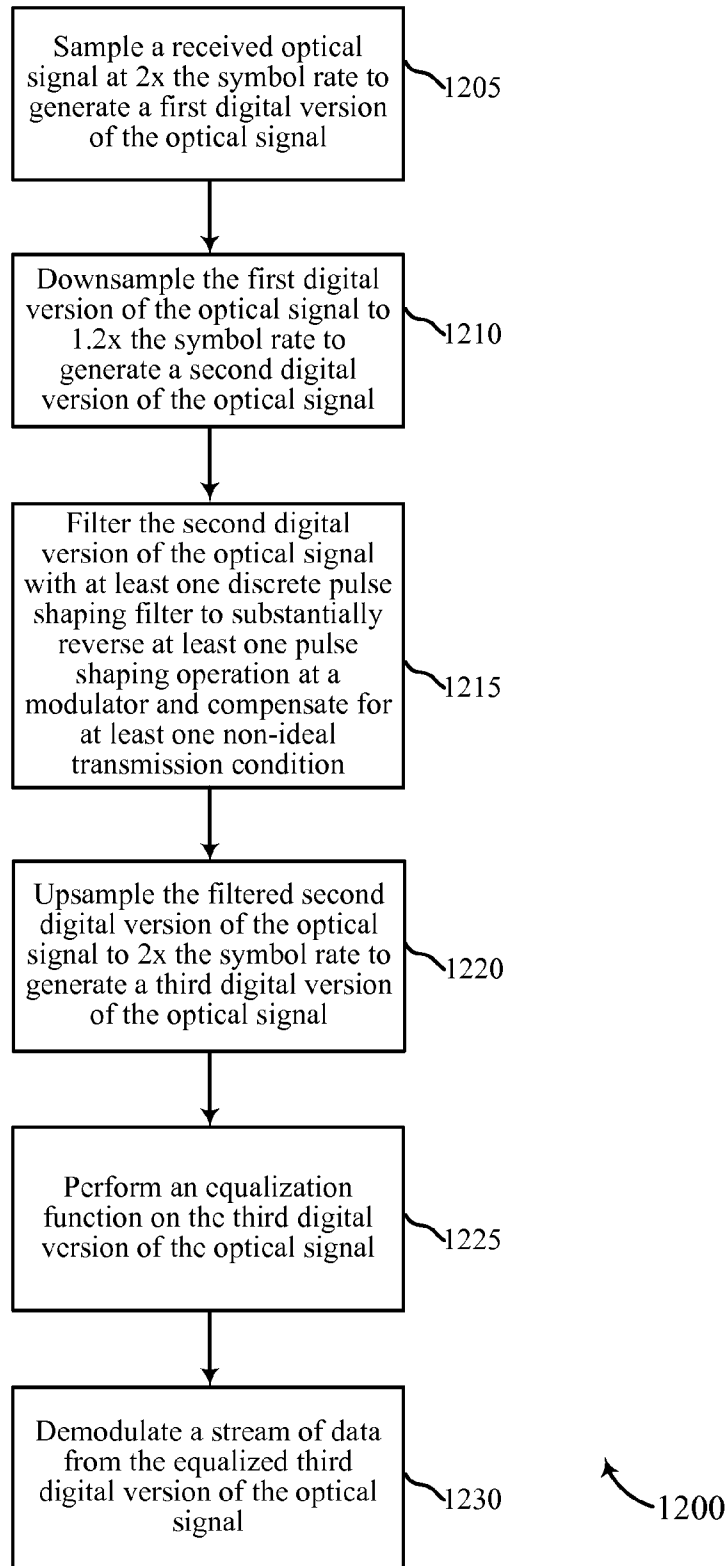 Sample a received optical
signal at 2x the symbol rate to
generate a first digital version
of the optical signal
1205
Downsample the first digital
version of the optical signal to
1.2x the symbol rate to
generate a second digital
version of the optical signal
1210
Filter the second digital
version of the optical signal
with at least one discrete pulse
shaping filter to substantially
reverse at least one pulse
shaping operation at a
modulator and compensate for
at least one non-ideal
transmission condition
1215
Upsample the filtered second
digital version of the optical
signal to 2x the symbol rate to
generate a third digital version
of the optical signal
1220
Perform an equalization
function on the third digital
version of the optical signal
1225
Demodulate a stream of data
from the equalized third
digital version of the optical
signal
1230
1200